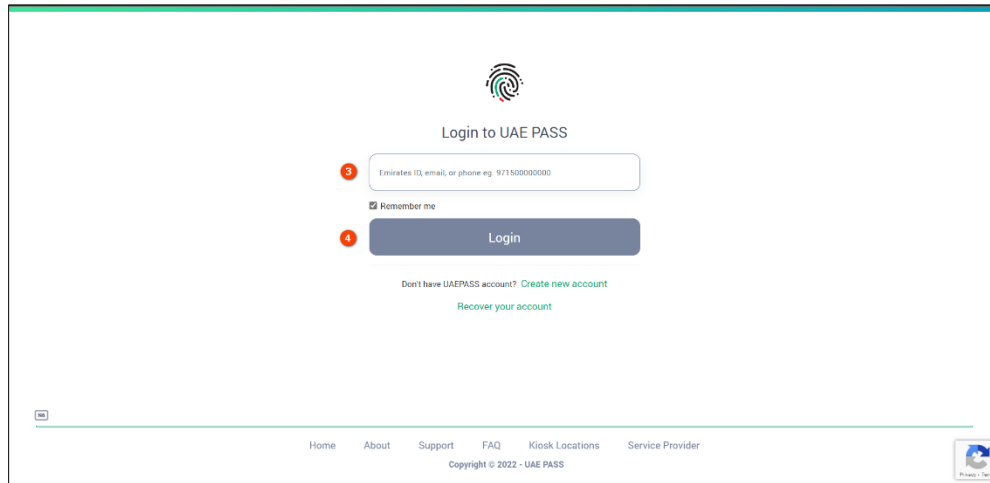 Login to UAE PASS
3
Emirates ID, email, or phone eg. 971500000000
Remember me
4
Login
Don't have UAEPASS account? Create new account
Recover your account
Home About Support FAQ Kiosk Locations Service Provider
Copyright © 2022 - UAE PASS
Privacy